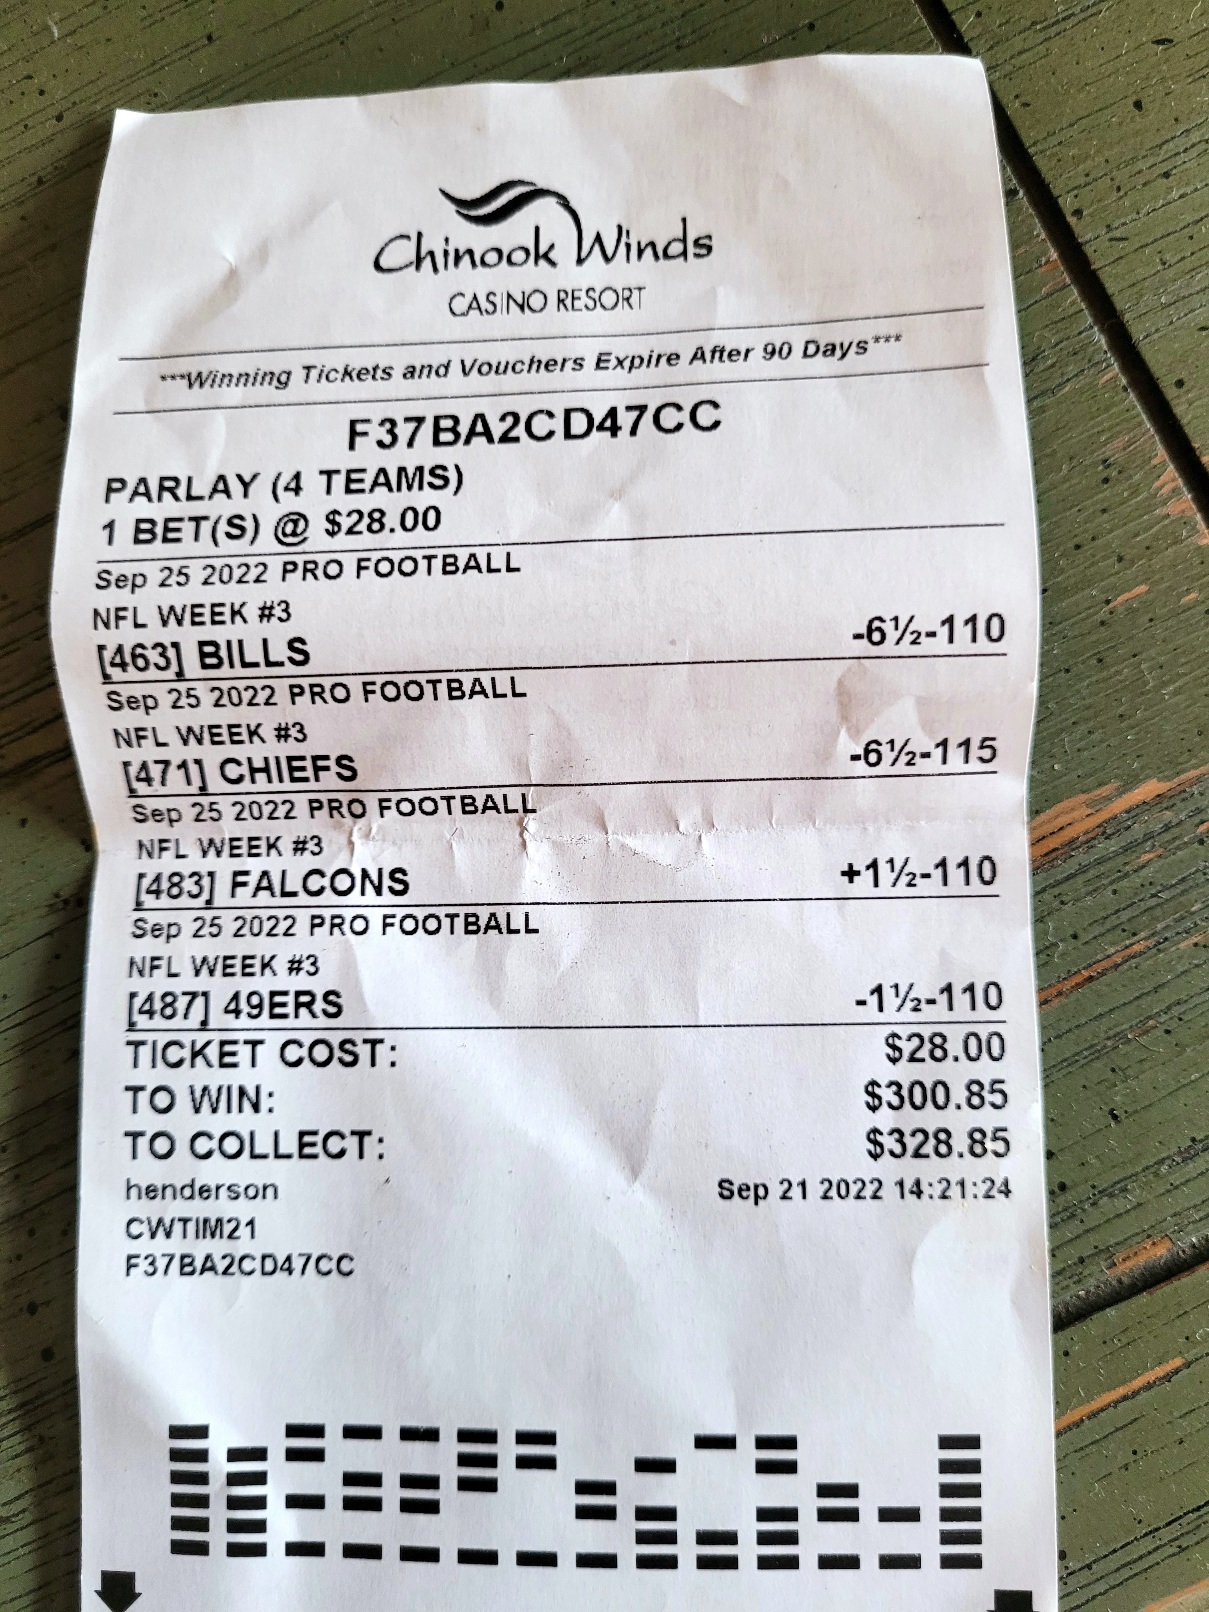 Chinook Winds
CASINO RESORT
***Winning Tickets and Vouchers Expire After 90 Days***
F37BA2CD47CC
PARLAY (4 TEAMS)
1 BET(S) @ $28.00
Sep 25 2022 PRO FOOTBALL
NFL WEEK #3
[463] BILLS -6½-110
Sep 25 2022 PRO FOOTBALL
NFL WEEK #3
[471] CHIEFS -6½-115
Sep 25 2022 PRO FOOTBALL
NFL WEEK #3
[483] FALCONS +1½-110
Sep 25 2022 PRO FOOTBALL
NFL WEEK #3
[487] 49ERS -1½-110
TICKET COST: $28.00
TO WIN: $300.85
TO COLLECT: $328.85
henderson Sep 21 2022 14:21:24
CWTIM21
F37BA2CD47CC